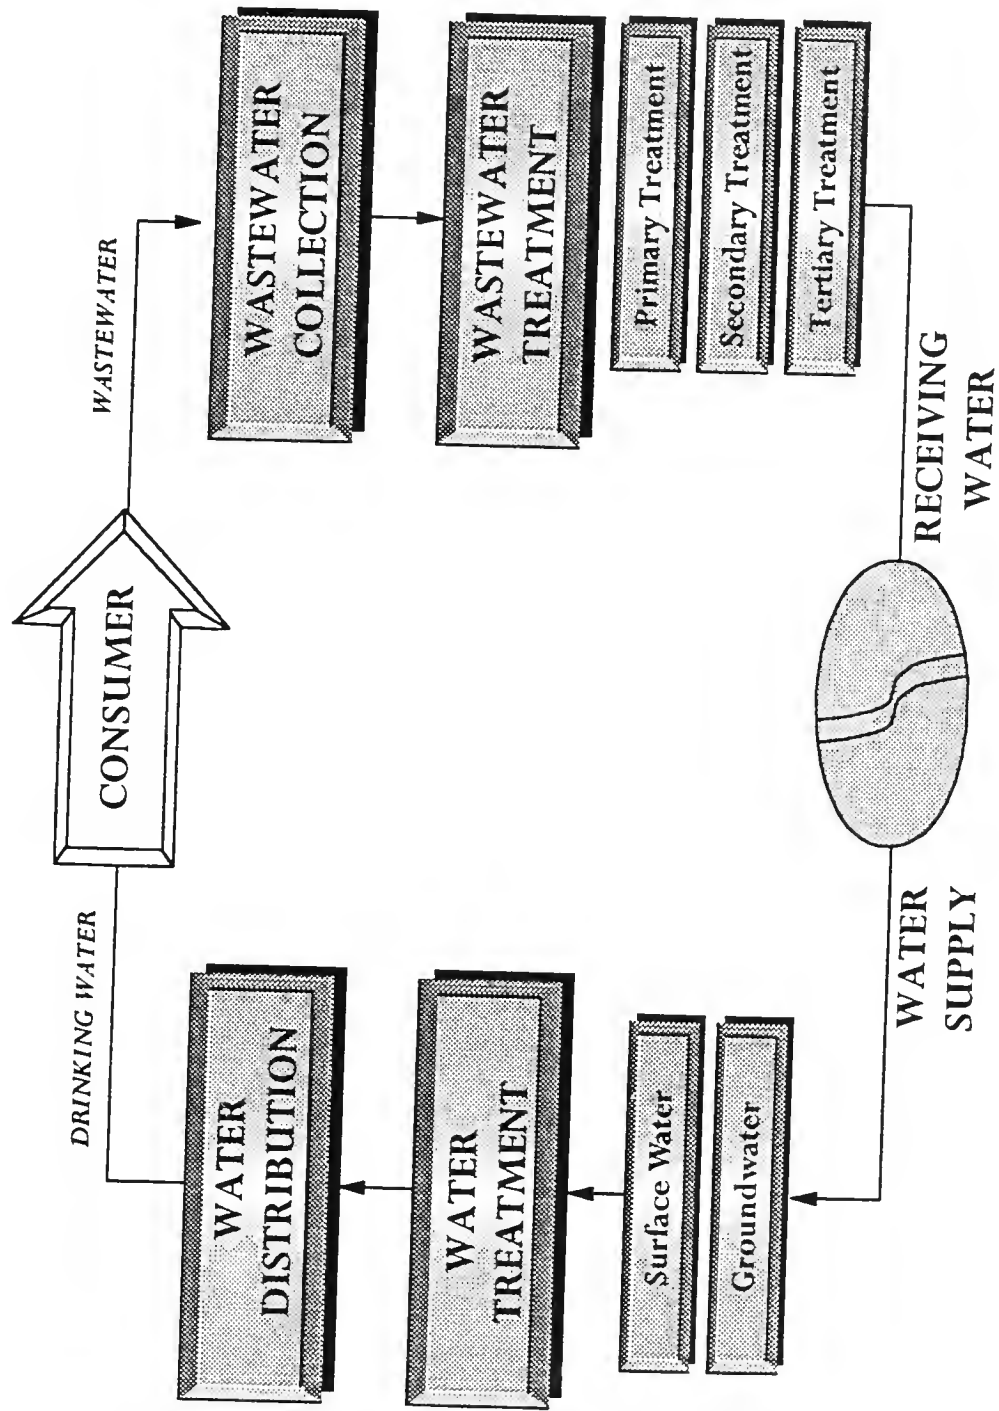 DRINKING WATER
CONSUMER
WASTEWATER
WATER
DISTRIBUTION
WASTEWATER
COLLECTION
WATER
TREATMENT
WASTEWATER
TREATMENT
Surface Water
Groundwater
Primary Treatment
Secondary Treatment
Tertiary Treatment
WATER
SUPPLY
RECEIVING
WATER